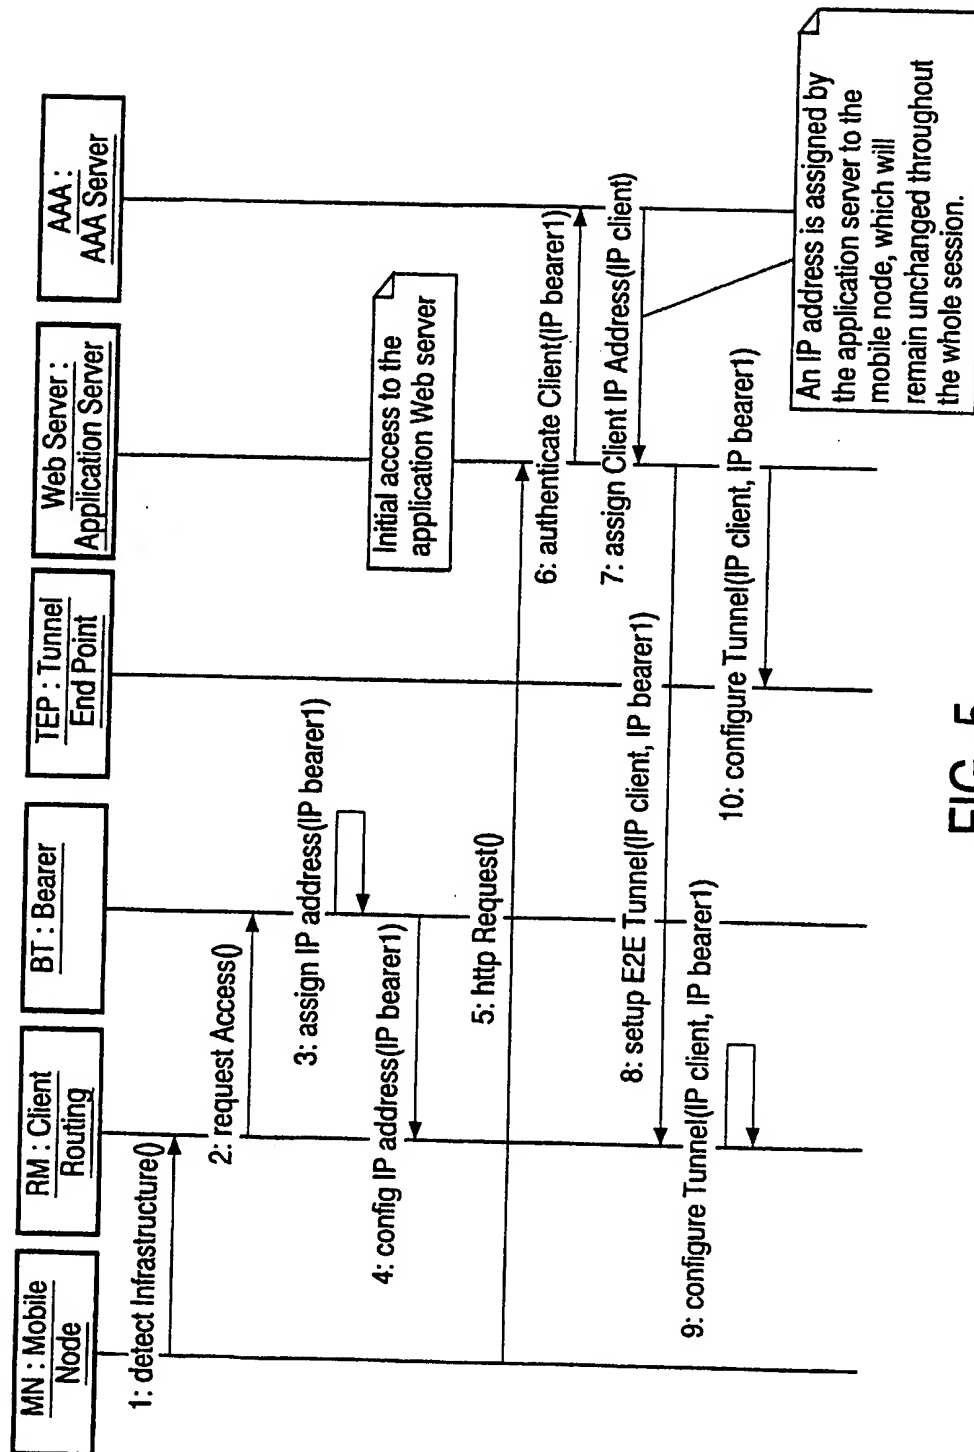 MN : Mobile
Node
RM : Client
Routing
BT : Bearer
TEP : Tunnel
End Point
Web Server :
Application Server
AAA :
AAA Server
1: detect Infrastructure()
2: request Access()
3: assign IP address(IP bearer1)
4: config IP address(IP bearer1)
Initial access to the
application Web server
5: http Request()
6: authenticate Client(IP bearer1)
7: assign Client IP Address(IP client)
8: setup E2E Tunnel(IP client, IP bearer1)
9: configure Tunnel(IP client, IP bearer1)
10: configure Tunnel(IP client, IP bearer1)
An IP address is assigned by
the application server to the
mobile node, which will
remain unchanged throughout
the whole session.
FIG. 5